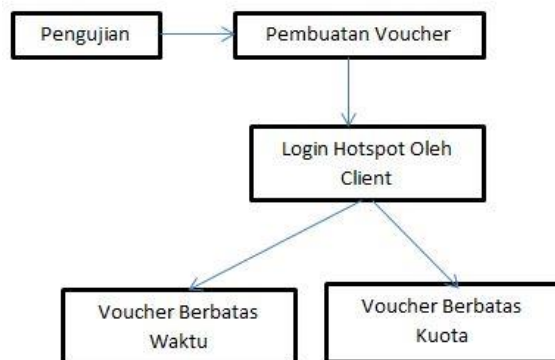 Pengujian
Pembuatan Voucher
Login Hotspot Oleh
Client
Voucher Berbatas
Waktu
Voucher Berbatas
Kuota